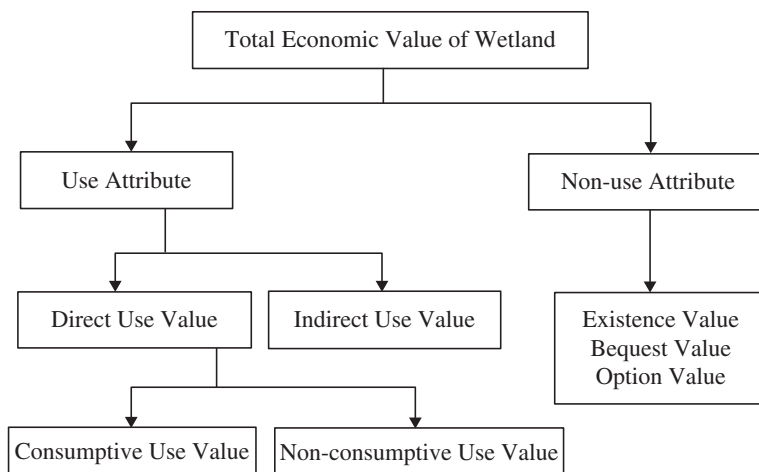 Total Economic Value of Wetland
Use Attribute
Non-use Attribute
Direct Use Value
Indirect Use Value
Existence Value
Bequest Value
Option Value
Consumptive Use Value
Non-consumptive Use Value